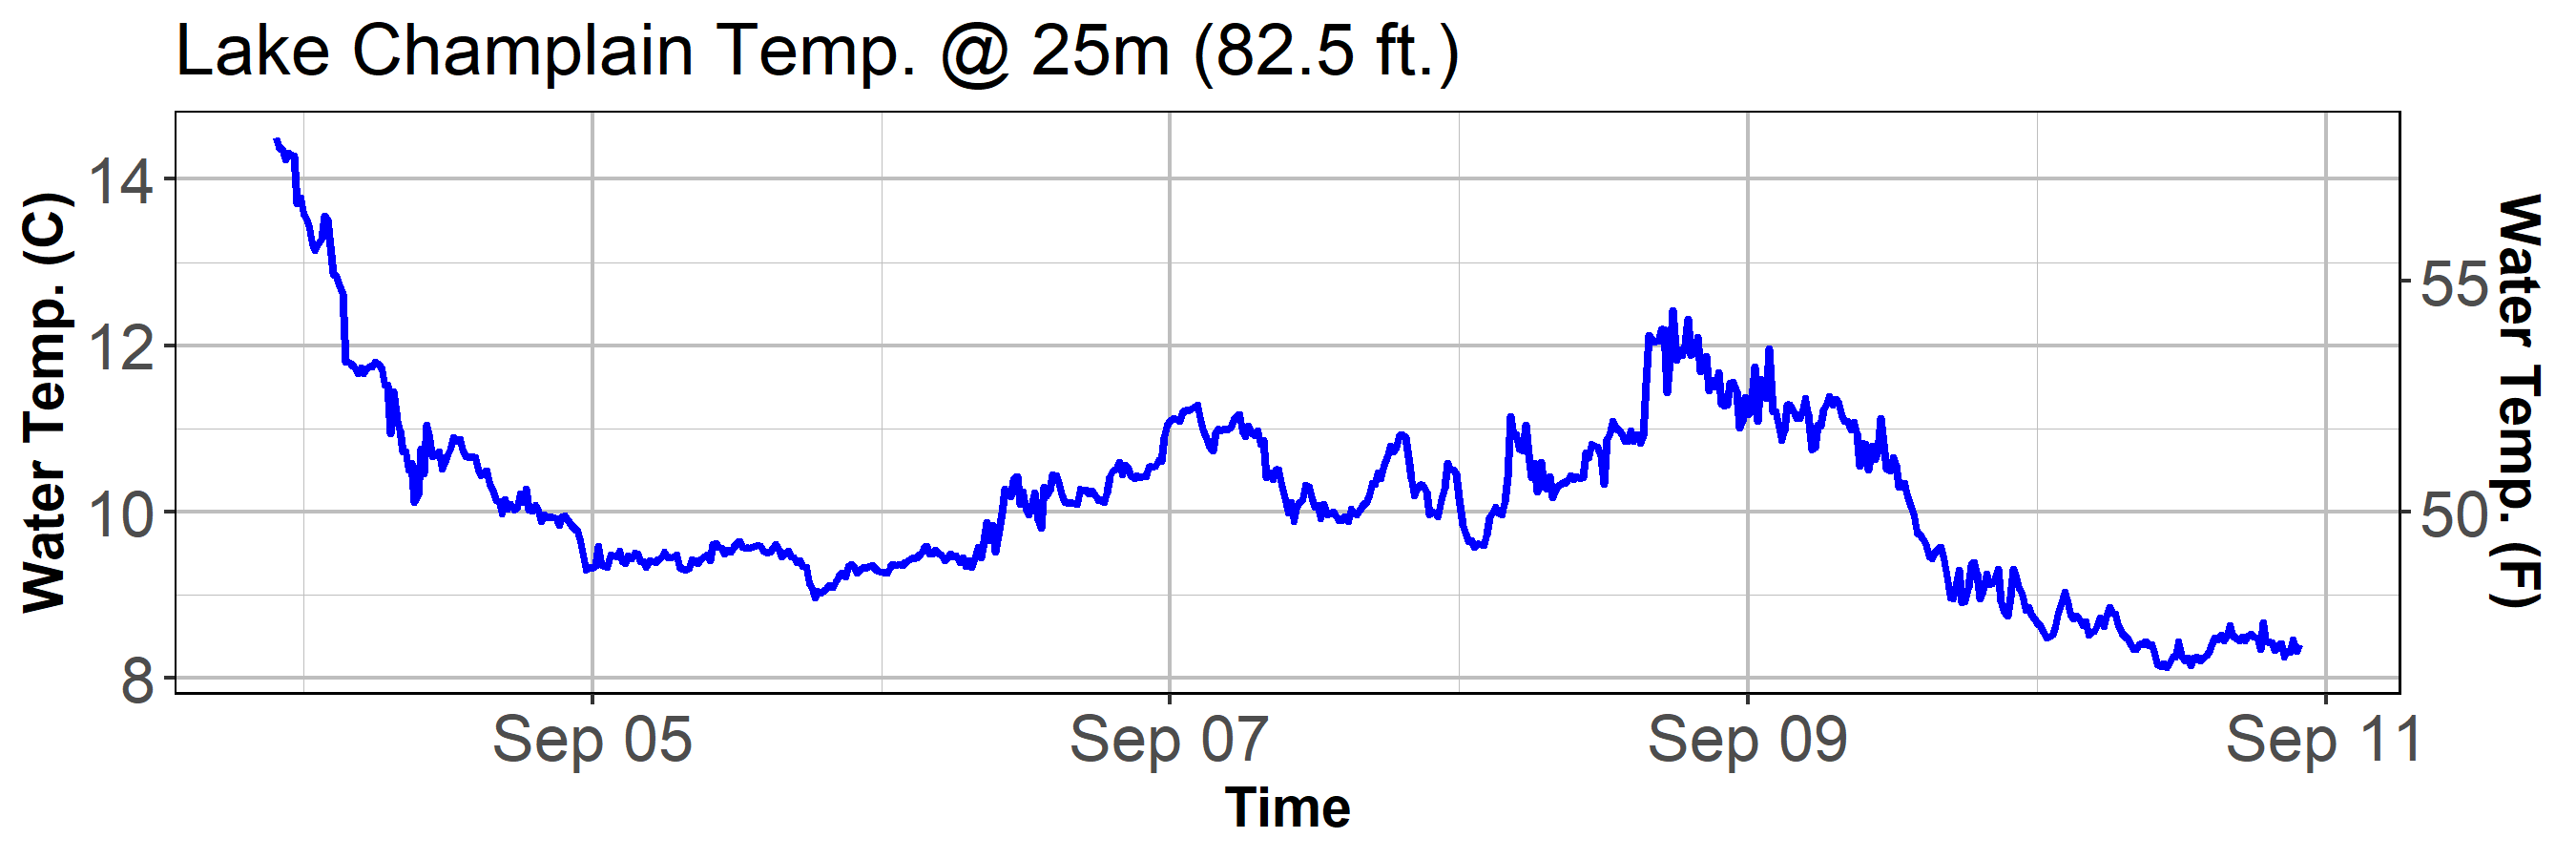 Lake Champlain Temp. @ 25m (82.5 ft.)
Water Temp. (C)
14
12
10
8
55
50
Water Temp. (F)
Sep 05
Sep 07
Sep 09
Sep 11
Time